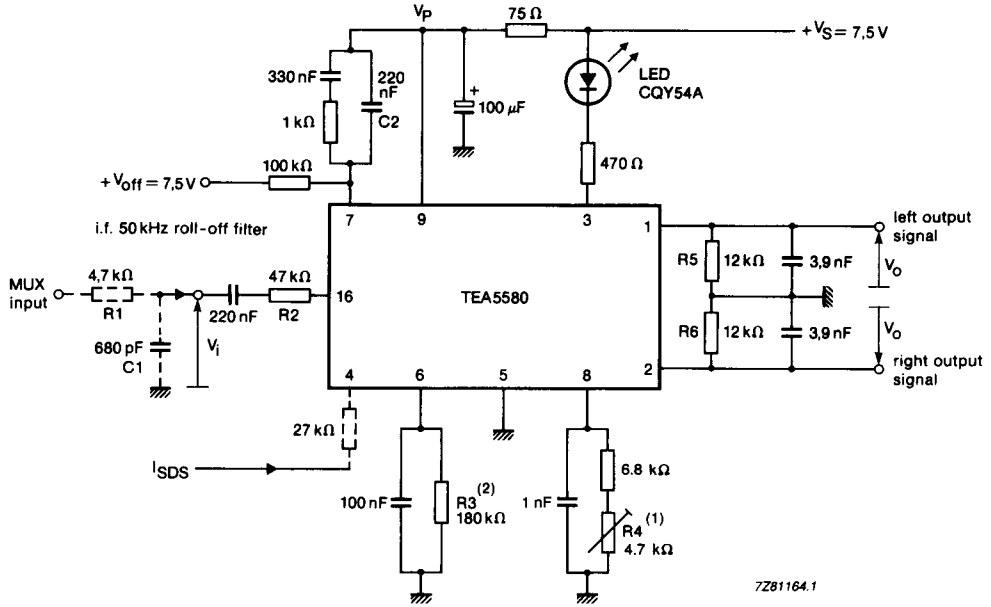 V_P
75 Ω
+V_S = 7,5 V
330 nF
220 nF
C2
1 kΩ
+
100 μF
LED CQY54A
470 Ω
100 kΩ
+V_off = 7,5 V
i.f. 50 kHz roll-off filter
7
9
3
1
left output signal
MUX input
4,7 kΩ
R1
680 pF
C1
V_i
220 nF
47 kΩ
R2
16
TEA5580
R5
12 kΩ
3,9 nF
V_o
R6
12 kΩ
3,9 nF
V_o
2
right output signal
4
6
5
8
27 kΩ
I_SDS
100 nF
R3 (2)
180 kΩ
1 nF
6.8 kΩ
R4 (1)
4.7 kΩ
7Z81164.1